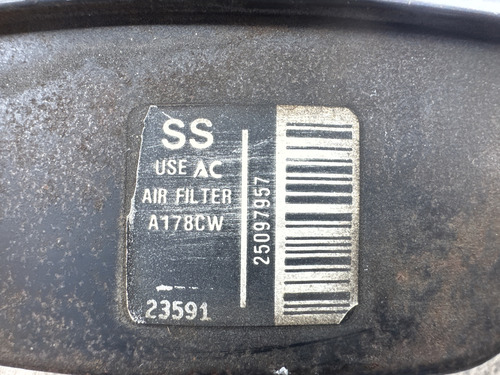 SS
USE AC
AIR FILTER
A178CW
23591
25097957